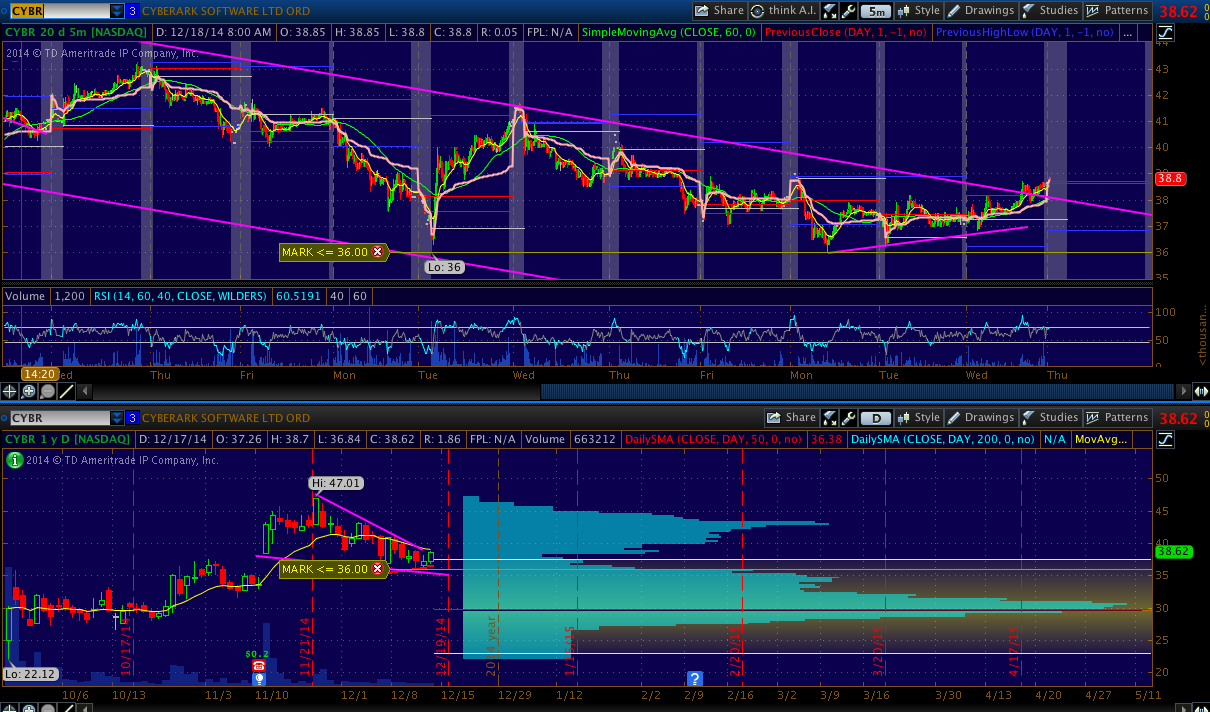 CYBR 3 CYBERARK SOFTWARE LTD ORD Share think A.I. 5m Style Drawings Studies Patterns 38.62 0 0
CYBR 20 d 5m [NASDAQ] D: 12/18/14 8:00 AM O: 38.85 H: 38.85 L: 38.8 C: 38.8 R: 0.05 FPL: N/A SimpleMovingAvg (CLOSE, 60, 0) PreviousClose (DAY, 1, -1, no) PreviousHighLow (DAY, 1, -1, no) ...
2014 © TD Ameritrade IP Company, Inc.
44
43
42
41
40
38.8
38
37
MARK <= 36.00 36
Lo: 36
35
Volume 1,200 RSI (14, 60, 40, CLOSE, WILDERS) 60.5191 40 60
100
50
0
<thousan...
14:20 ed Thu Fri Mon Tue Wed Thu Fri Mon Tue Wed Thu
CYBR 3 CYBERARK SOFTWARE LTD ORD Share D Style Drawings Studies Patterns 38.62 0 0
CYBR 1 y D [NASDAQ] D: 12/17/14 O: 37.26 H: 38.7 L: 36.84 C: 38.62 R: 1.86 FPL: N/A Volume 663212 DailySMA (CLOSE, DAY, 50, 0, no) 36.38 DailySMA (CLOSE, DAY, 200, 0, no) N/A MovAvg...
i 2014 © TD Ameritrade IP Company, Inc.
Hi: 47.01
50
45
40
38.62
MARK <= 36.00
35
30
25
20
10/17/14 11/21/14 12/19/14 2014 year 2/20/15 3/20/15 4/17/15
$0.2
?
Lo: 22.12
10/6 10/13 11/3 11/10 12/1 12/8 12/15 12/29 1/12 2/2 2/9 2/16 3/2 3/9 3/16 3/30 4/13 4/20 4/27 5/11